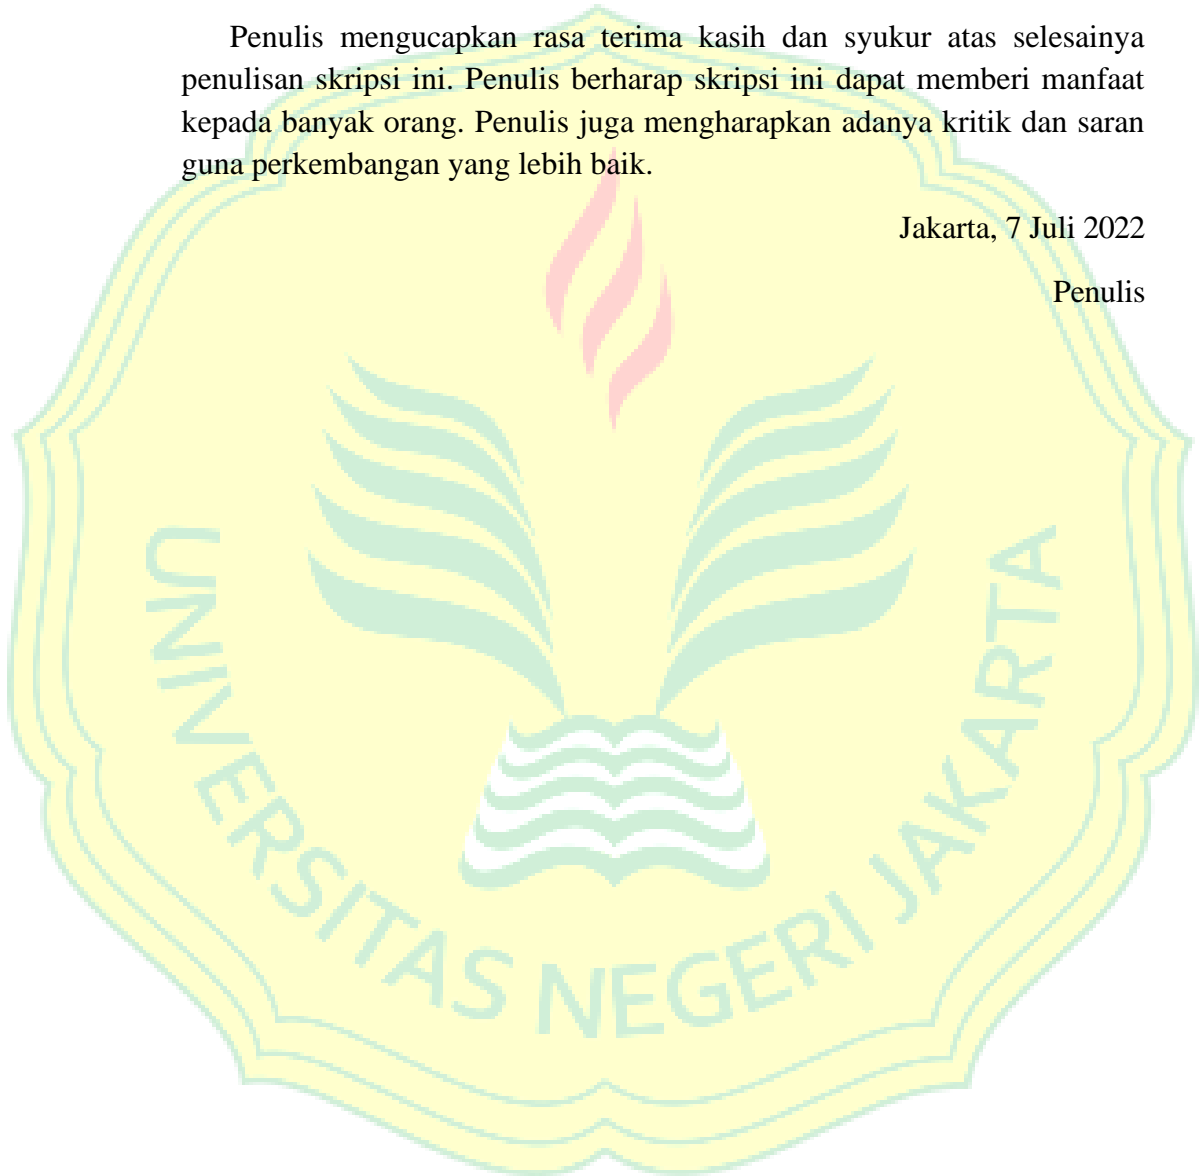 Penulis mengucapkan rasa terima kasih dan syukur atas selesainya
penulisan skripsi ini. Penulis berharap skripsi ini dapat memberi manfaat
kepada banyak orang. Penulis juga mengharapkan adanya kritik dan saran
guna perkembangan yang lebih baik.
Jakarta, 7 Juli 2022
Penulis
UNIVERSITAS NEGERI JAKARTA